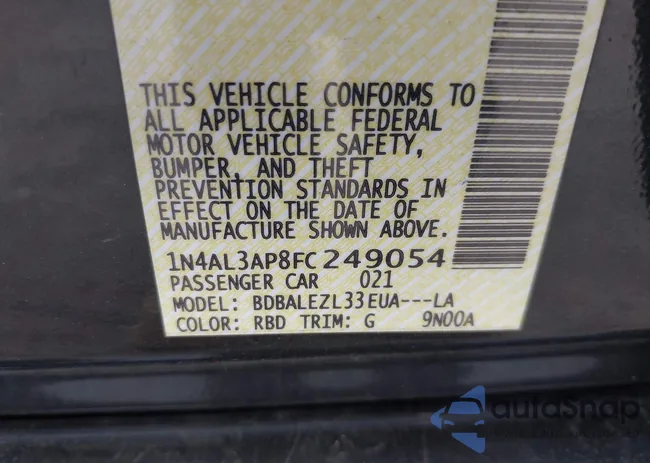 THIS VEHICLE CONFORMS TO
ALL APPLICABLE FEDERAL
MOTOR VEHICLE SAFETY,
BUMPER, AND THEFT
PREVENTION STANDARDS IN
EFFECT ON THE DATE OF
MANUFACTURE SHOWN ABOVE.
1N4AL3AP8FC249054
PASSENGER CAR 021
MODEL: BDBALEZL33EUA---LA
COLOR: RBD TRIM: G 9N00A
autoSnap